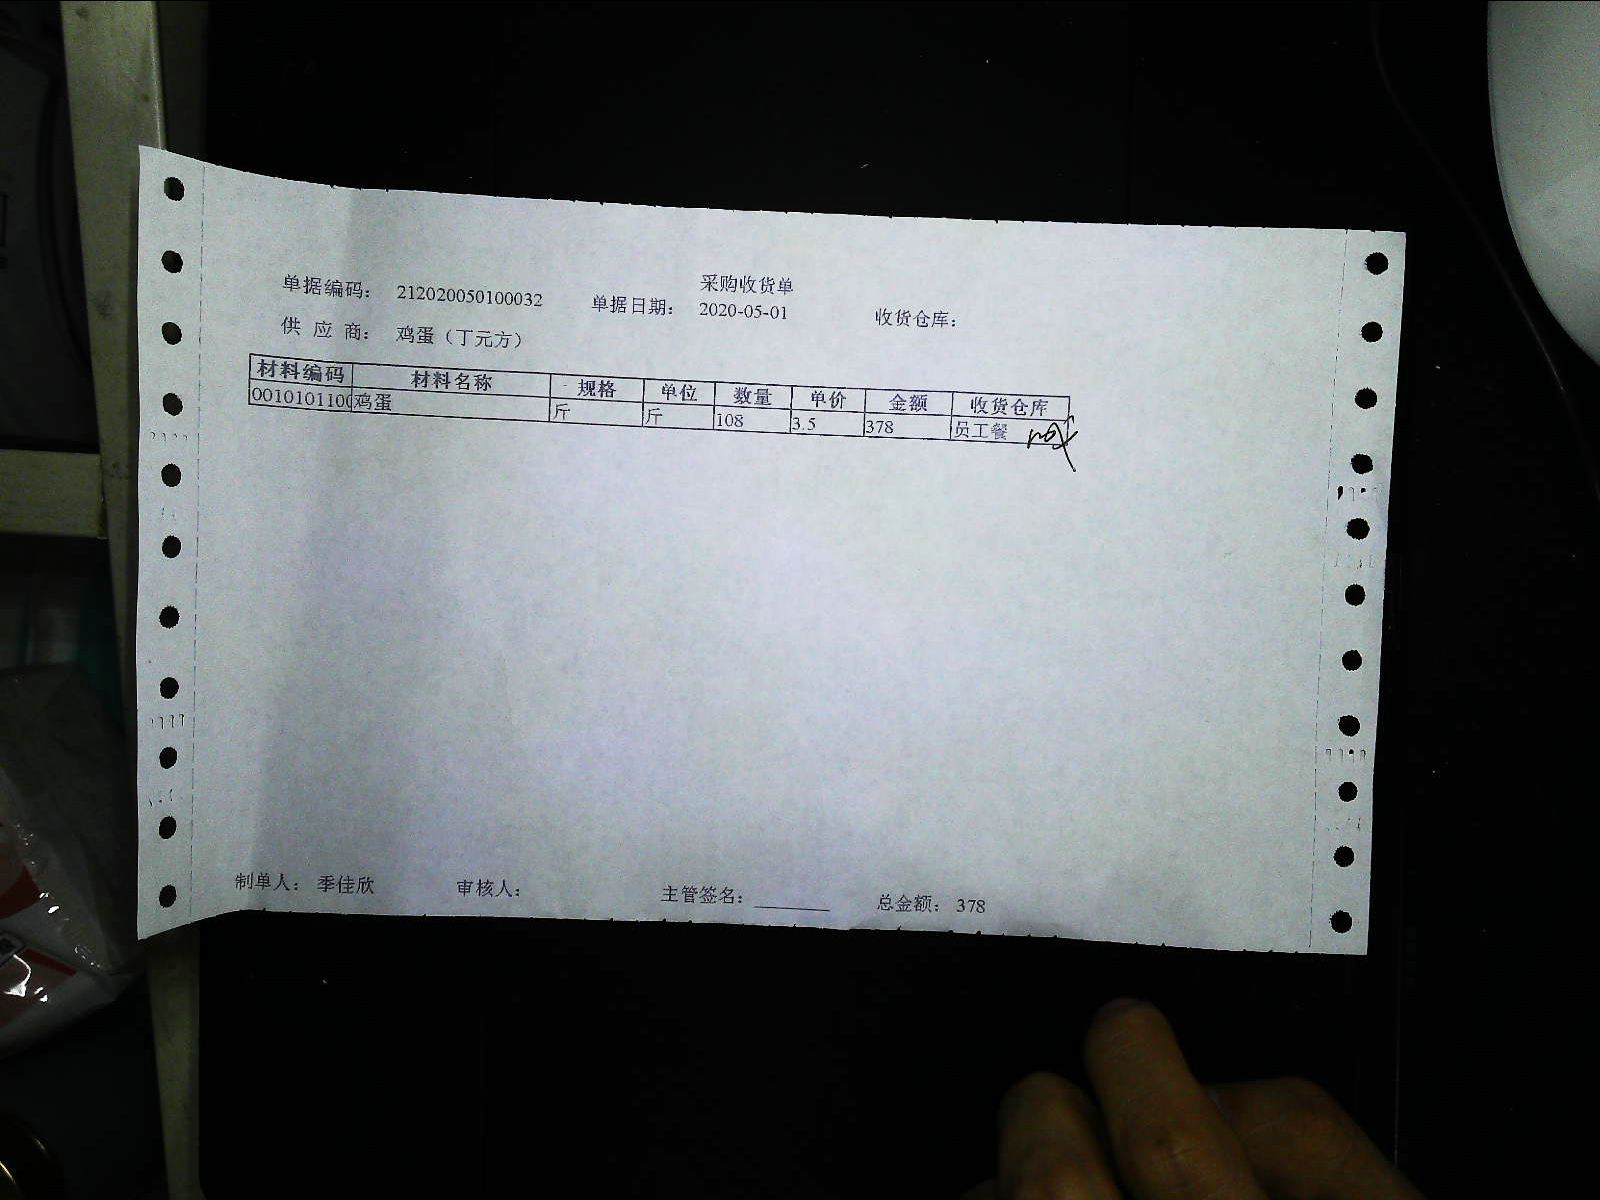 采购收货单
单据编码： 212020050100032 单据日期： 2020-05-01 收货仓库：
供 应 商： 鸡蛋（丁元方）
材料编码 材料名称 规格 单位 数量 单价 金额 收货仓库
0010101100 鸡蛋 斤 斤 108 3.5 378 员工餐
制单人： 季佳欣 审核人： 主管签名： 总金额： 378